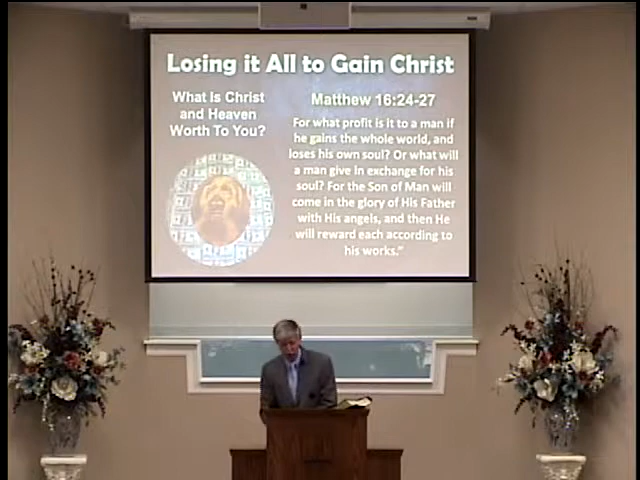 Losing it All to Gain Christ
What Is Christ
and Heaven
Worth To You?
Matthew 16:24-27
For what profit is it to a man if
he gains the whole world, and
loses his own soul? Or what will
a man give in exchange for his
soul? For the Son of Man will
come in the glory of His Father
with His angels, and then He
will reward each according to
his works.”